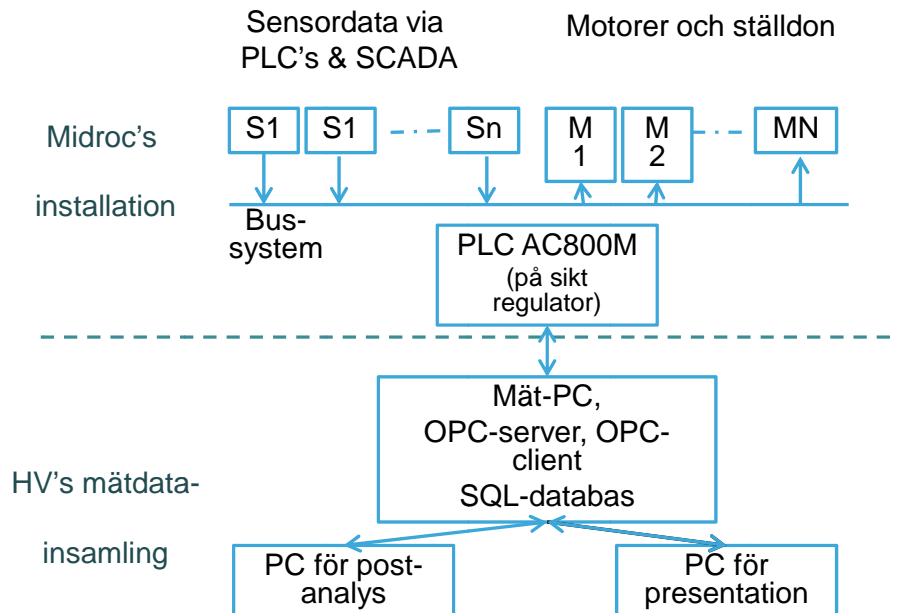 Sensordata via
PLC's & SCADA
Motorer och ställdon
Midroc's
installation
S1
S1
Sn
M
1
M
2
MN
Bus-
system
PLC AC800M
(på sikt
regulator)
HV's mätdata-
insamling
Mät-PC,
OPC-server, OPC-
client
SQL-databas
PC för post-
analys
PC för
presentation